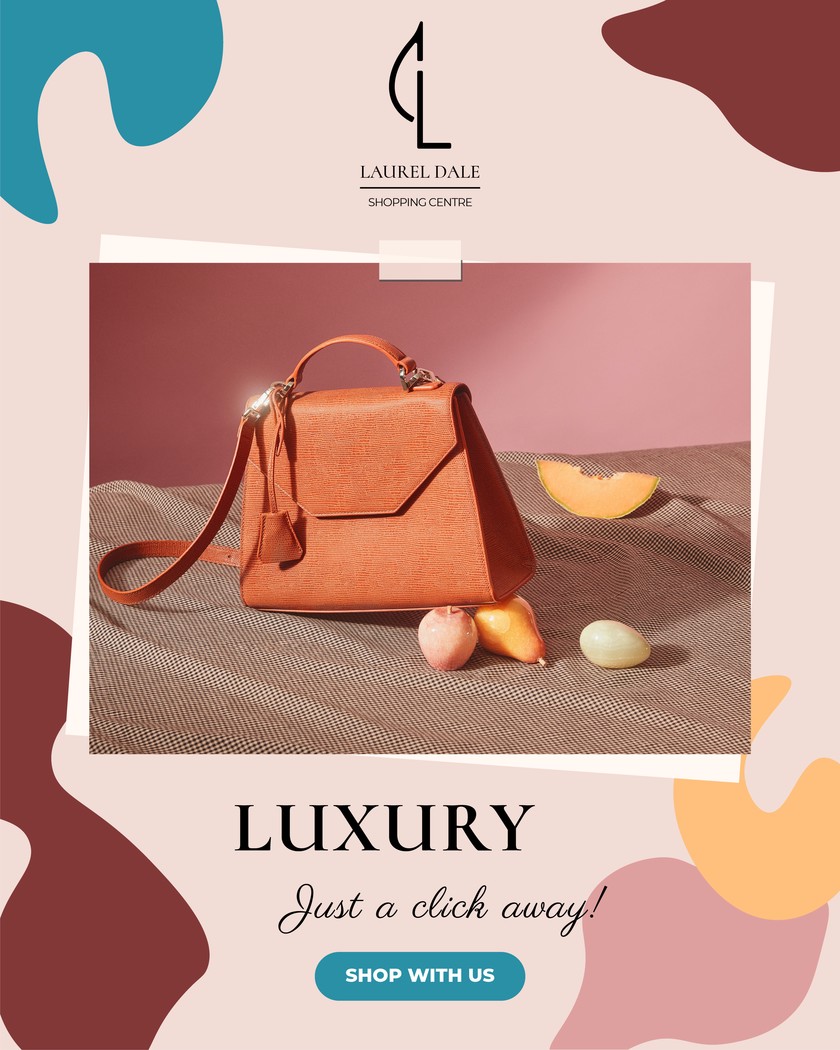 LAUREL DALE
SHOPPING CENTRE
LUXURY
Just a click away!
SHOP WITH US